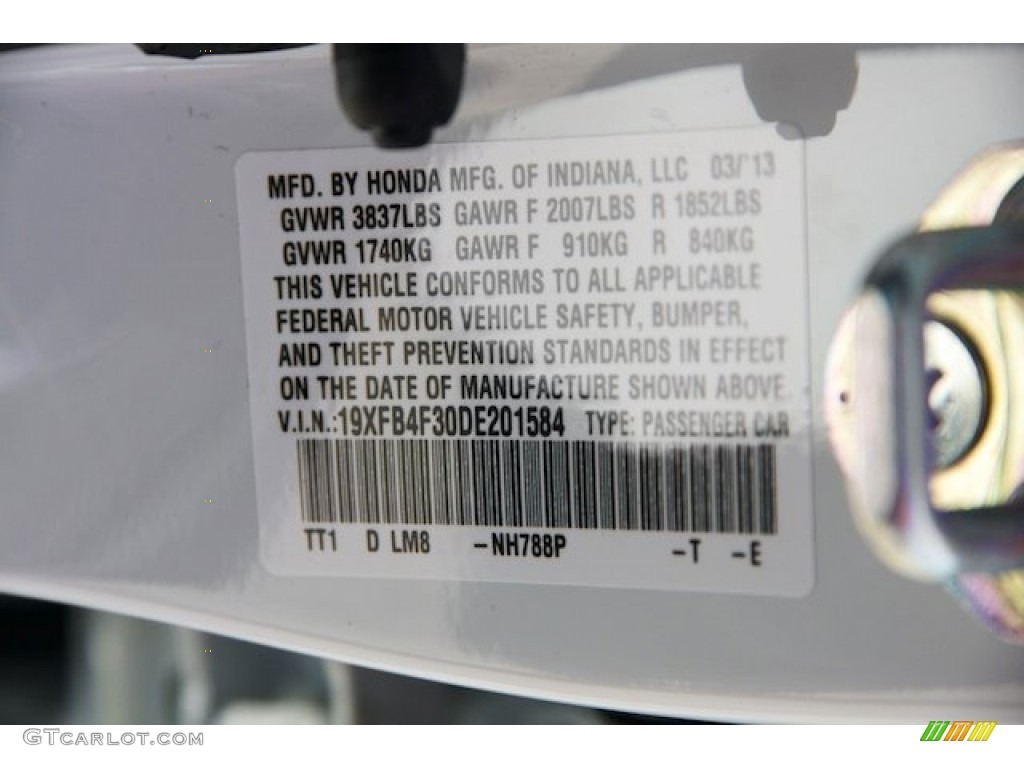 MFD. BY HONDA MFG. OF INDIANA, LLC 03/13
GVWR 3837LBS GAWR F 2007LBS R 1852LBS
GVWR 1740KG GAWR F 910KG R 840KG
THIS VEHICLE CONFORMS TO ALL APPLICABLE
FEDERAL MOTOR VEHICLE SAFETY, BUMPER,
AND THEFT PREVENTION STANDARDS IN EFFECT
ON THE DATE OF MANUFACTURE SHOWN ABOVE.
V.I.N.:19XFB4F30DE201584 TYPE: PASSENGER CAR
TT1 D LM8 -NH788P -T -E
GTCarLot.com